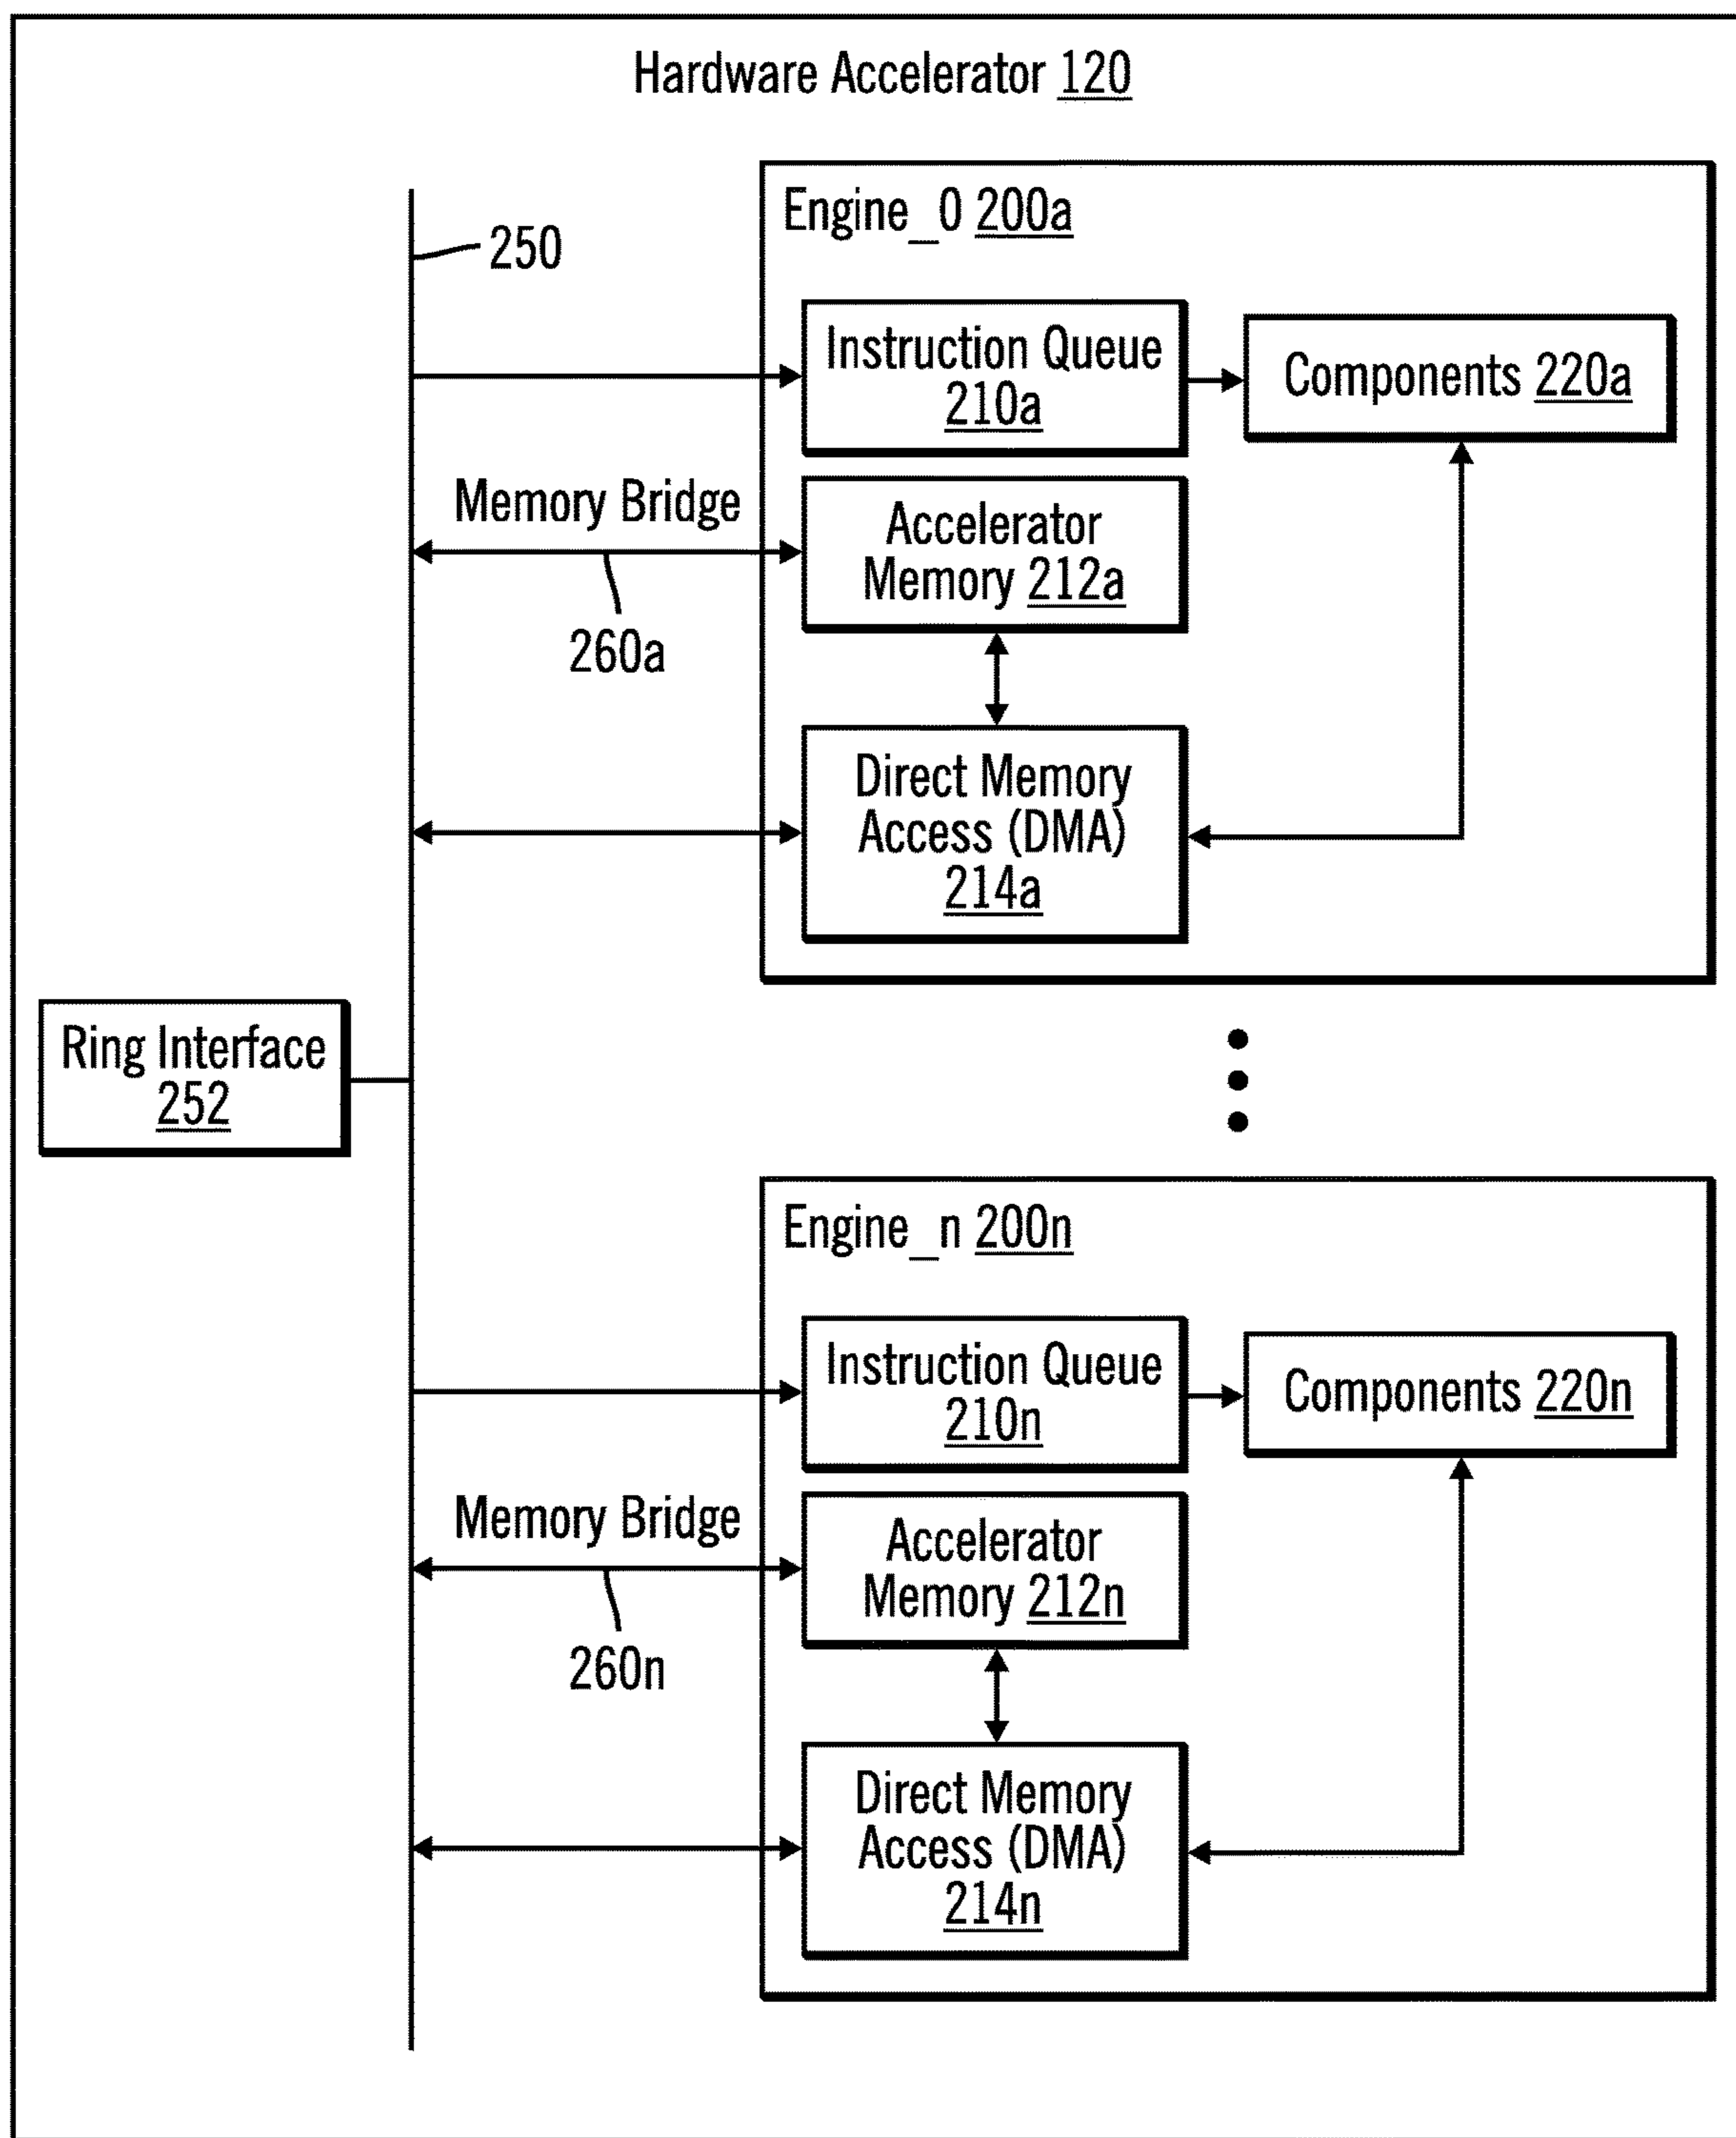 Hardware Accelerator 120
Engine_0 200a
250
Instruction Queue
210a
Components 220a
Memory Bridge
260a
Accelerator
Memory 212a
Direct Memory
Access (DMA)
214a
Ring Interface
252
Engine_n 200n
Instruction Queue
210n
Components 220n
Memory Bridge
260n
Accelerator
Memory 212n
Direct Memory
Access (DMA)
214n